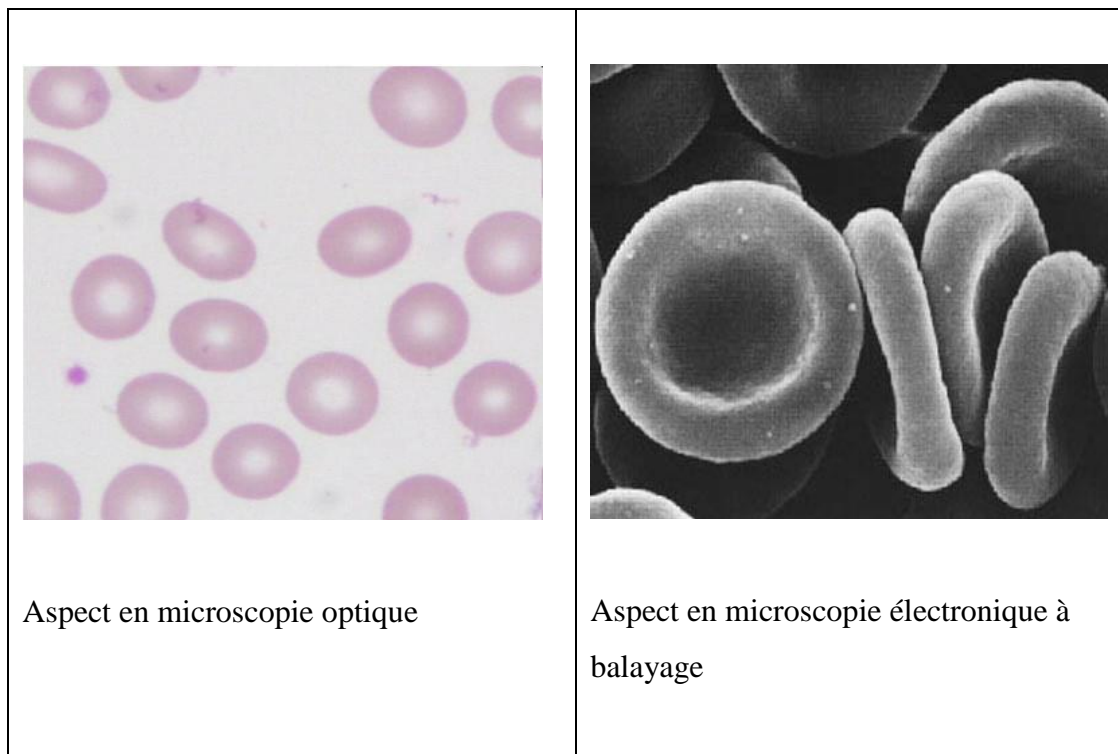 Aspect en microscopie optique
Aspect en microscopie électronique à
balayage